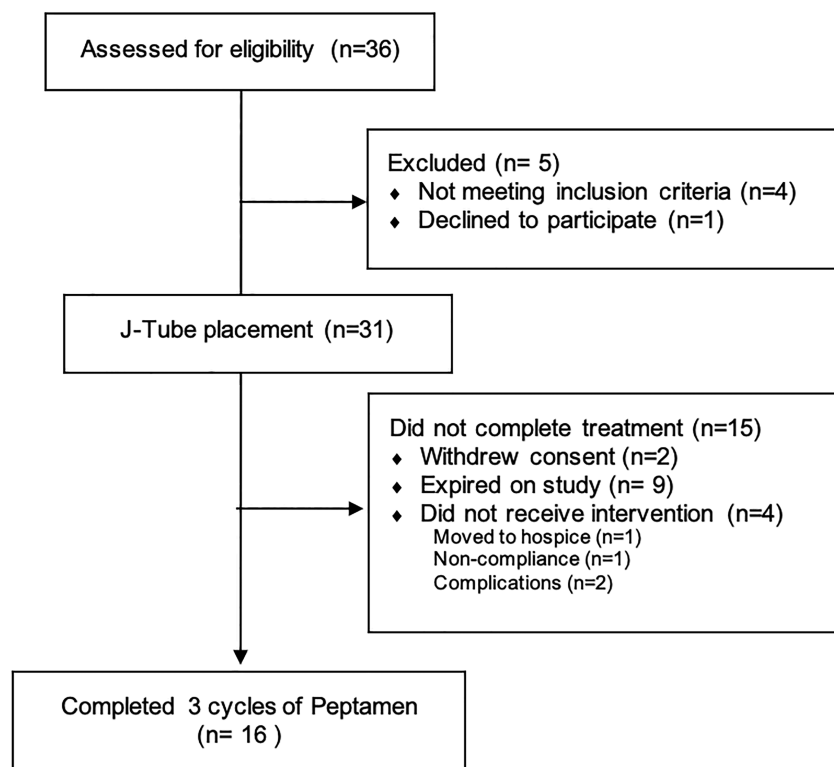 Assessed for eligibility (n=36)
Excluded (n= 5)
♦ Not meeting inclusion criteria (n=4)
♦ Declined to participate (n=1)
J-Tube placement (n=31)
Did not complete treatment (n=15)
♦ Withdrew consent (n=2)
♦ Expired on study (n= 9)
♦ Did not receive intervention (n=4)
Moved to hospice (n=1)
Non-compliance (n=1)
Complications (n=2)
Completed 3 cycles of Peptamen
(n= 16 )